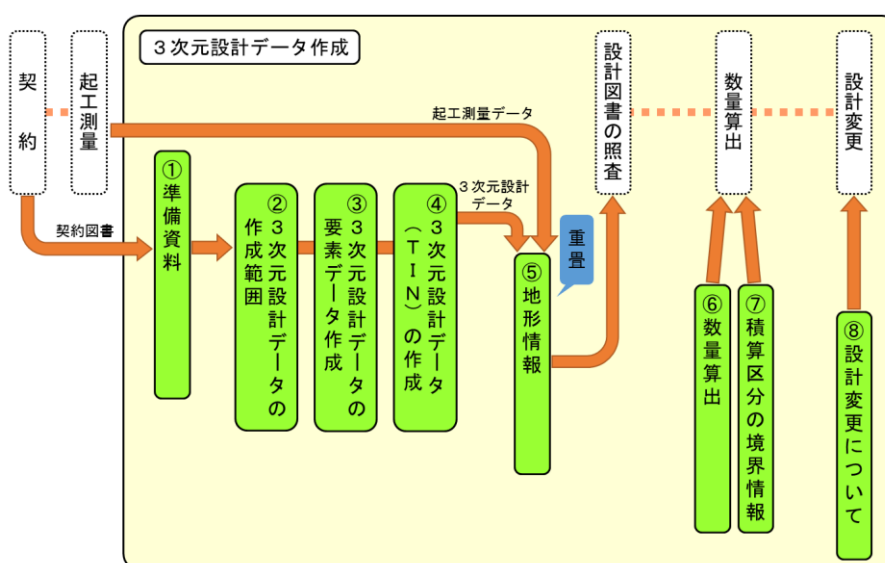 ３次元設計データ作成
契約
起工測量
設計図書の照査
数量算出
設計変更
起工測量データ
契約図書
３次元設計
データ
重畳
①準備資料
②３次元設計データの
作成範囲
③３次元設計データの
要素データ作成
④３次元設計データ
（ＴＩＮ）の作成
⑤地形情報
⑥数量算出
⑦積算区分の境界情報
⑧設計変更について